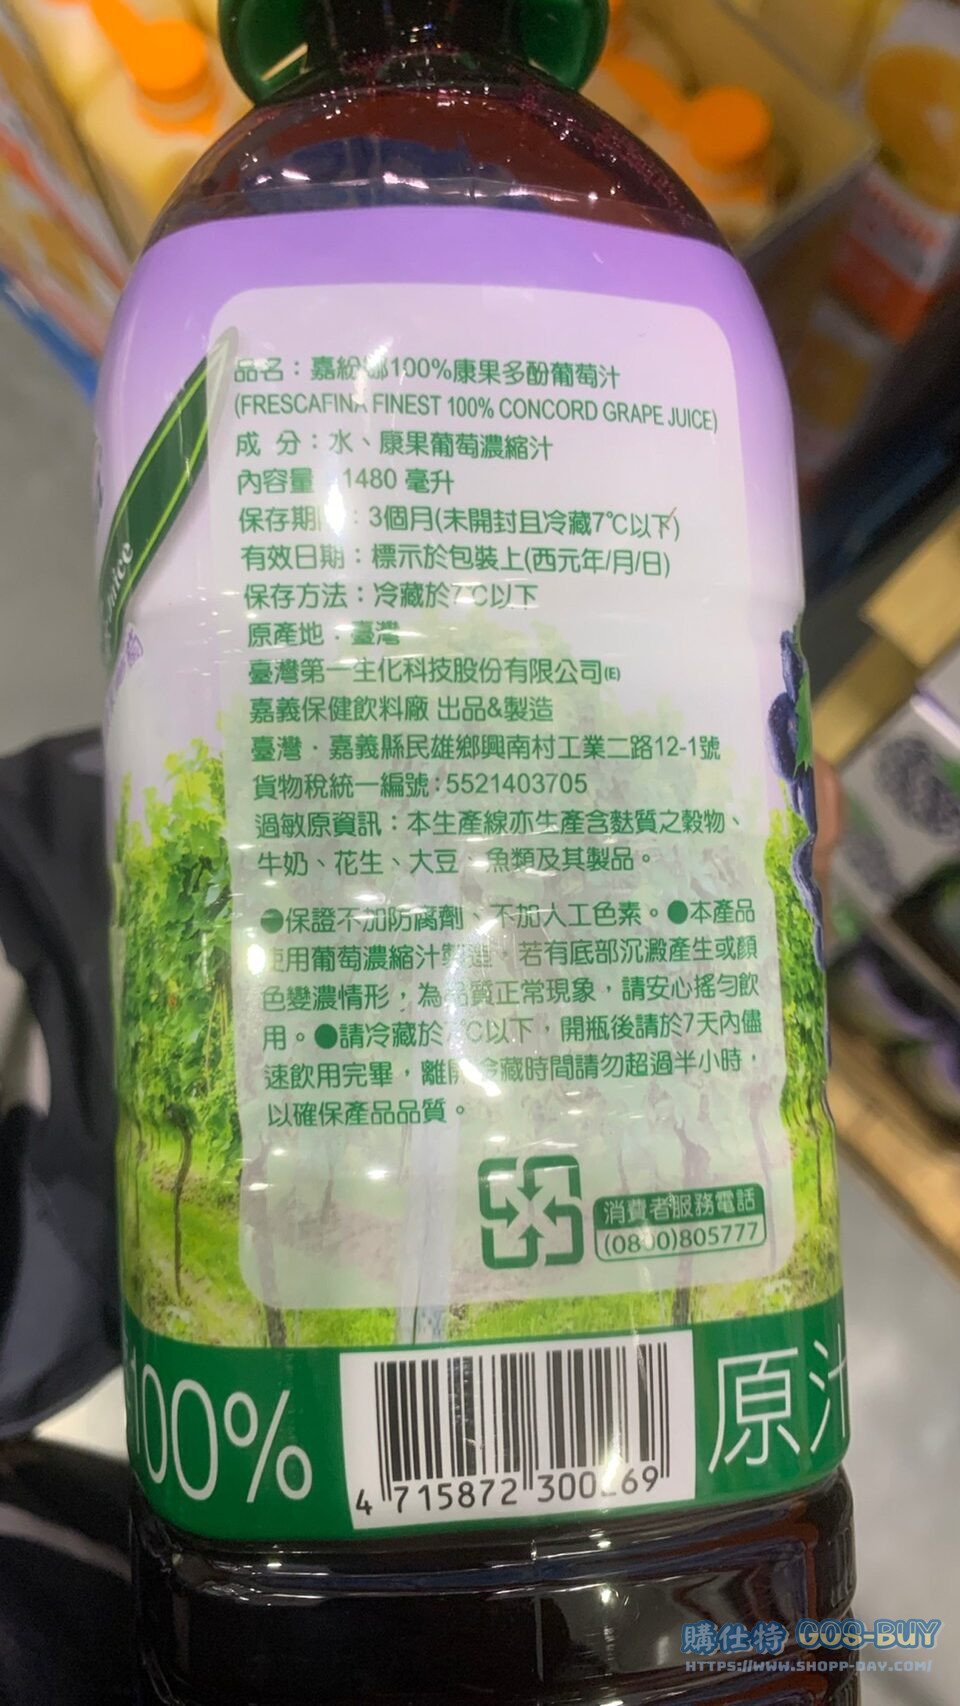 品名：嘉紛娜100%康果多酚葡萄汁
(FRESCAFINA FINEST 100% CONCORD GRAPE JUICE)
成 分：水、康果葡萄濃縮汁
內容量：1480 毫升
保存期限：3個月(未開封且冷藏7℃以下)
有效日期：標示於包裝上(西元年/月/日)
保存方法：冷藏於7℃以下
原產地：臺灣
臺灣第一生化科技股份有限公司(E)
嘉義保健飲料廠 出品&製造
臺灣．嘉義縣民雄鄉興南村工業二路12-1號
貨物稅統一編號:5521403705
過敏原資訊：本生產線亦生產含麩質之穀物、
牛奶、花生、大豆、魚類及其製品。
●保證不加防腐劑、不加人工色素。●本產品
使用葡萄濃縮汁製造，若有底部沉澱產生或顏
色變濃情形，為品質正常現象，請安心搖勻飲
用。●請冷藏於7℃以下，開瓶後請於7天內儘
速飲用完畢，離開冷藏時間請勿超過半小時，
以確保產品品質。
消費者服務電話
(0800)805777
100%
原汁
4 715872 300269
Juice
購仕特 GOS-BUY
HTTPS://WWW.SHOPP-DAY.COM/